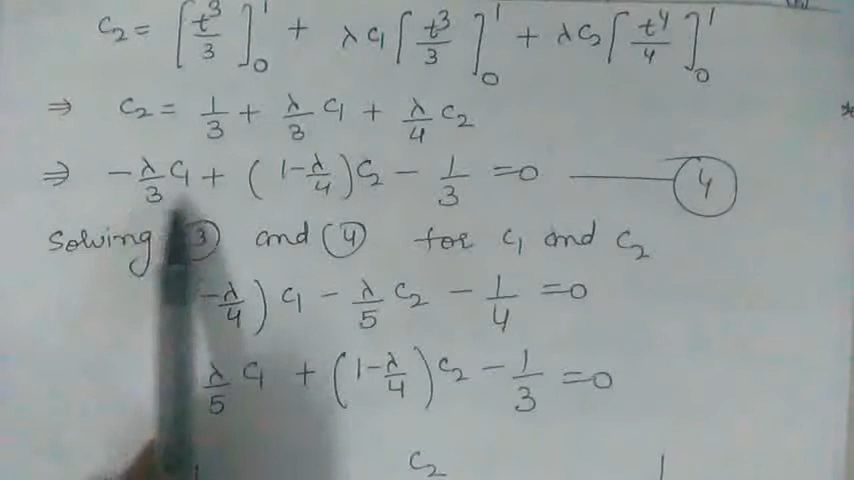 C₂ = [t³/3]₀¹ + λC₁[t³/3]₀¹ + λC₂[t⁴/4]₀¹
⇒ C₂ = 1/3 + λ/3 C₁ + λ/4 C₂
⇒ -λ/3 C₁ + (1-λ/4)C₂ - 1/3 = 0 —— 4
Solving 3 and 4 for C₁ and C₂
-λ/4) C₁ - λ/5 C₂ - 1/4 = 0
λ/5 C₁ + (1-λ/4) C₂ - 1/3 = 0
C₂